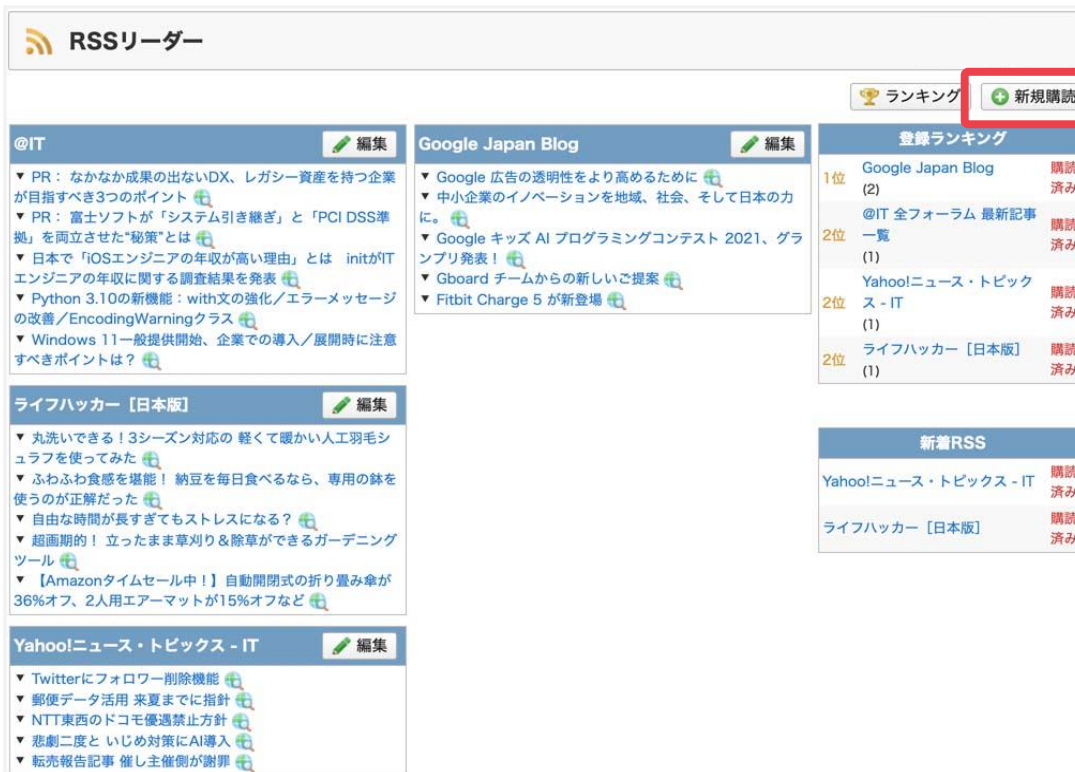 RSSリーダー
ランキング
新規購読
@IT
編集
▼ PR： なかなか成果の出ないDX、レガシー資産を持つ企業
が目指すべき3つのポイント
▼ PR： 富士ソフトが「システム引き継ぎ」と「PCI DSS準
拠」を両立させた“秘策”とは
▼ 日本で「iOSエンジニアの年収が高い理由」とは　initがIT
エンジニアの年収に関する調査結果を発表
▼ Python 3.10の新機能：with文の強化／エラーメッセージ
の改善／EncodingWarningクラス
▼ Windows 11一般提供開始、企業での導入／展開時に注意
すべきポイントは？
ライフハッカー［日本版］
編集
▼ 丸洗いできる！3シーズン対応の 軽くて暖かい人工羽毛シ
ュラフを使ってみた
▼ ふわふわ食感を堪能！ 納豆を毎日食べるなら、専用の鉢を
使うのが正解だった
▼ 自由な時間が長すぎてもストレスになる？
▼ 超画期的！ 立ったまま草刈り＆除草ができるガーデニング
ツール
▼ 【Amazonタイムセール中！】自動開閉式の折り畳み傘が
36%オフ、2人用エアーマットが15%オフなど
Yahoo!ニュース・トピックス - IT
編集
▼ Twitterにフォロワー削除機能
▼ 郵便データ活用 来夏までに指針
▼ NTT東西のドコモ優遇禁止方針
▼ 悲劇二度と いじめ対策にAI導入
▼ 転売報告記事 催し主催側が謝罪
Google Japan Blog
編集
▼ Google 広告の透明性をより高めるために
▼ 中小企業のイノベーションを地域、社会、そして日本の力
に。
▼ Google キッズ AI プログラミングコンテスト 2021、グラ
ンプリ発表！
▼ Gboard チームからの新しいご提案
▼ Fitbit Charge 5 が新登場
登録ランキング
1位
Google Japan Blog
(2)
購読
済み
2位
@IT 全フォーラム 最新記事
一覧
(1)
購読
済み
2位
Yahoo!ニュース・トピック
ス - IT
(1)
購読
済み
2位
ライフハッカー［日本版］
(1)
購読
済み
新着RSS
Yahoo!ニュース・トピックス - IT
購読
済み
ライフハッカー［日本版］
購読
済み